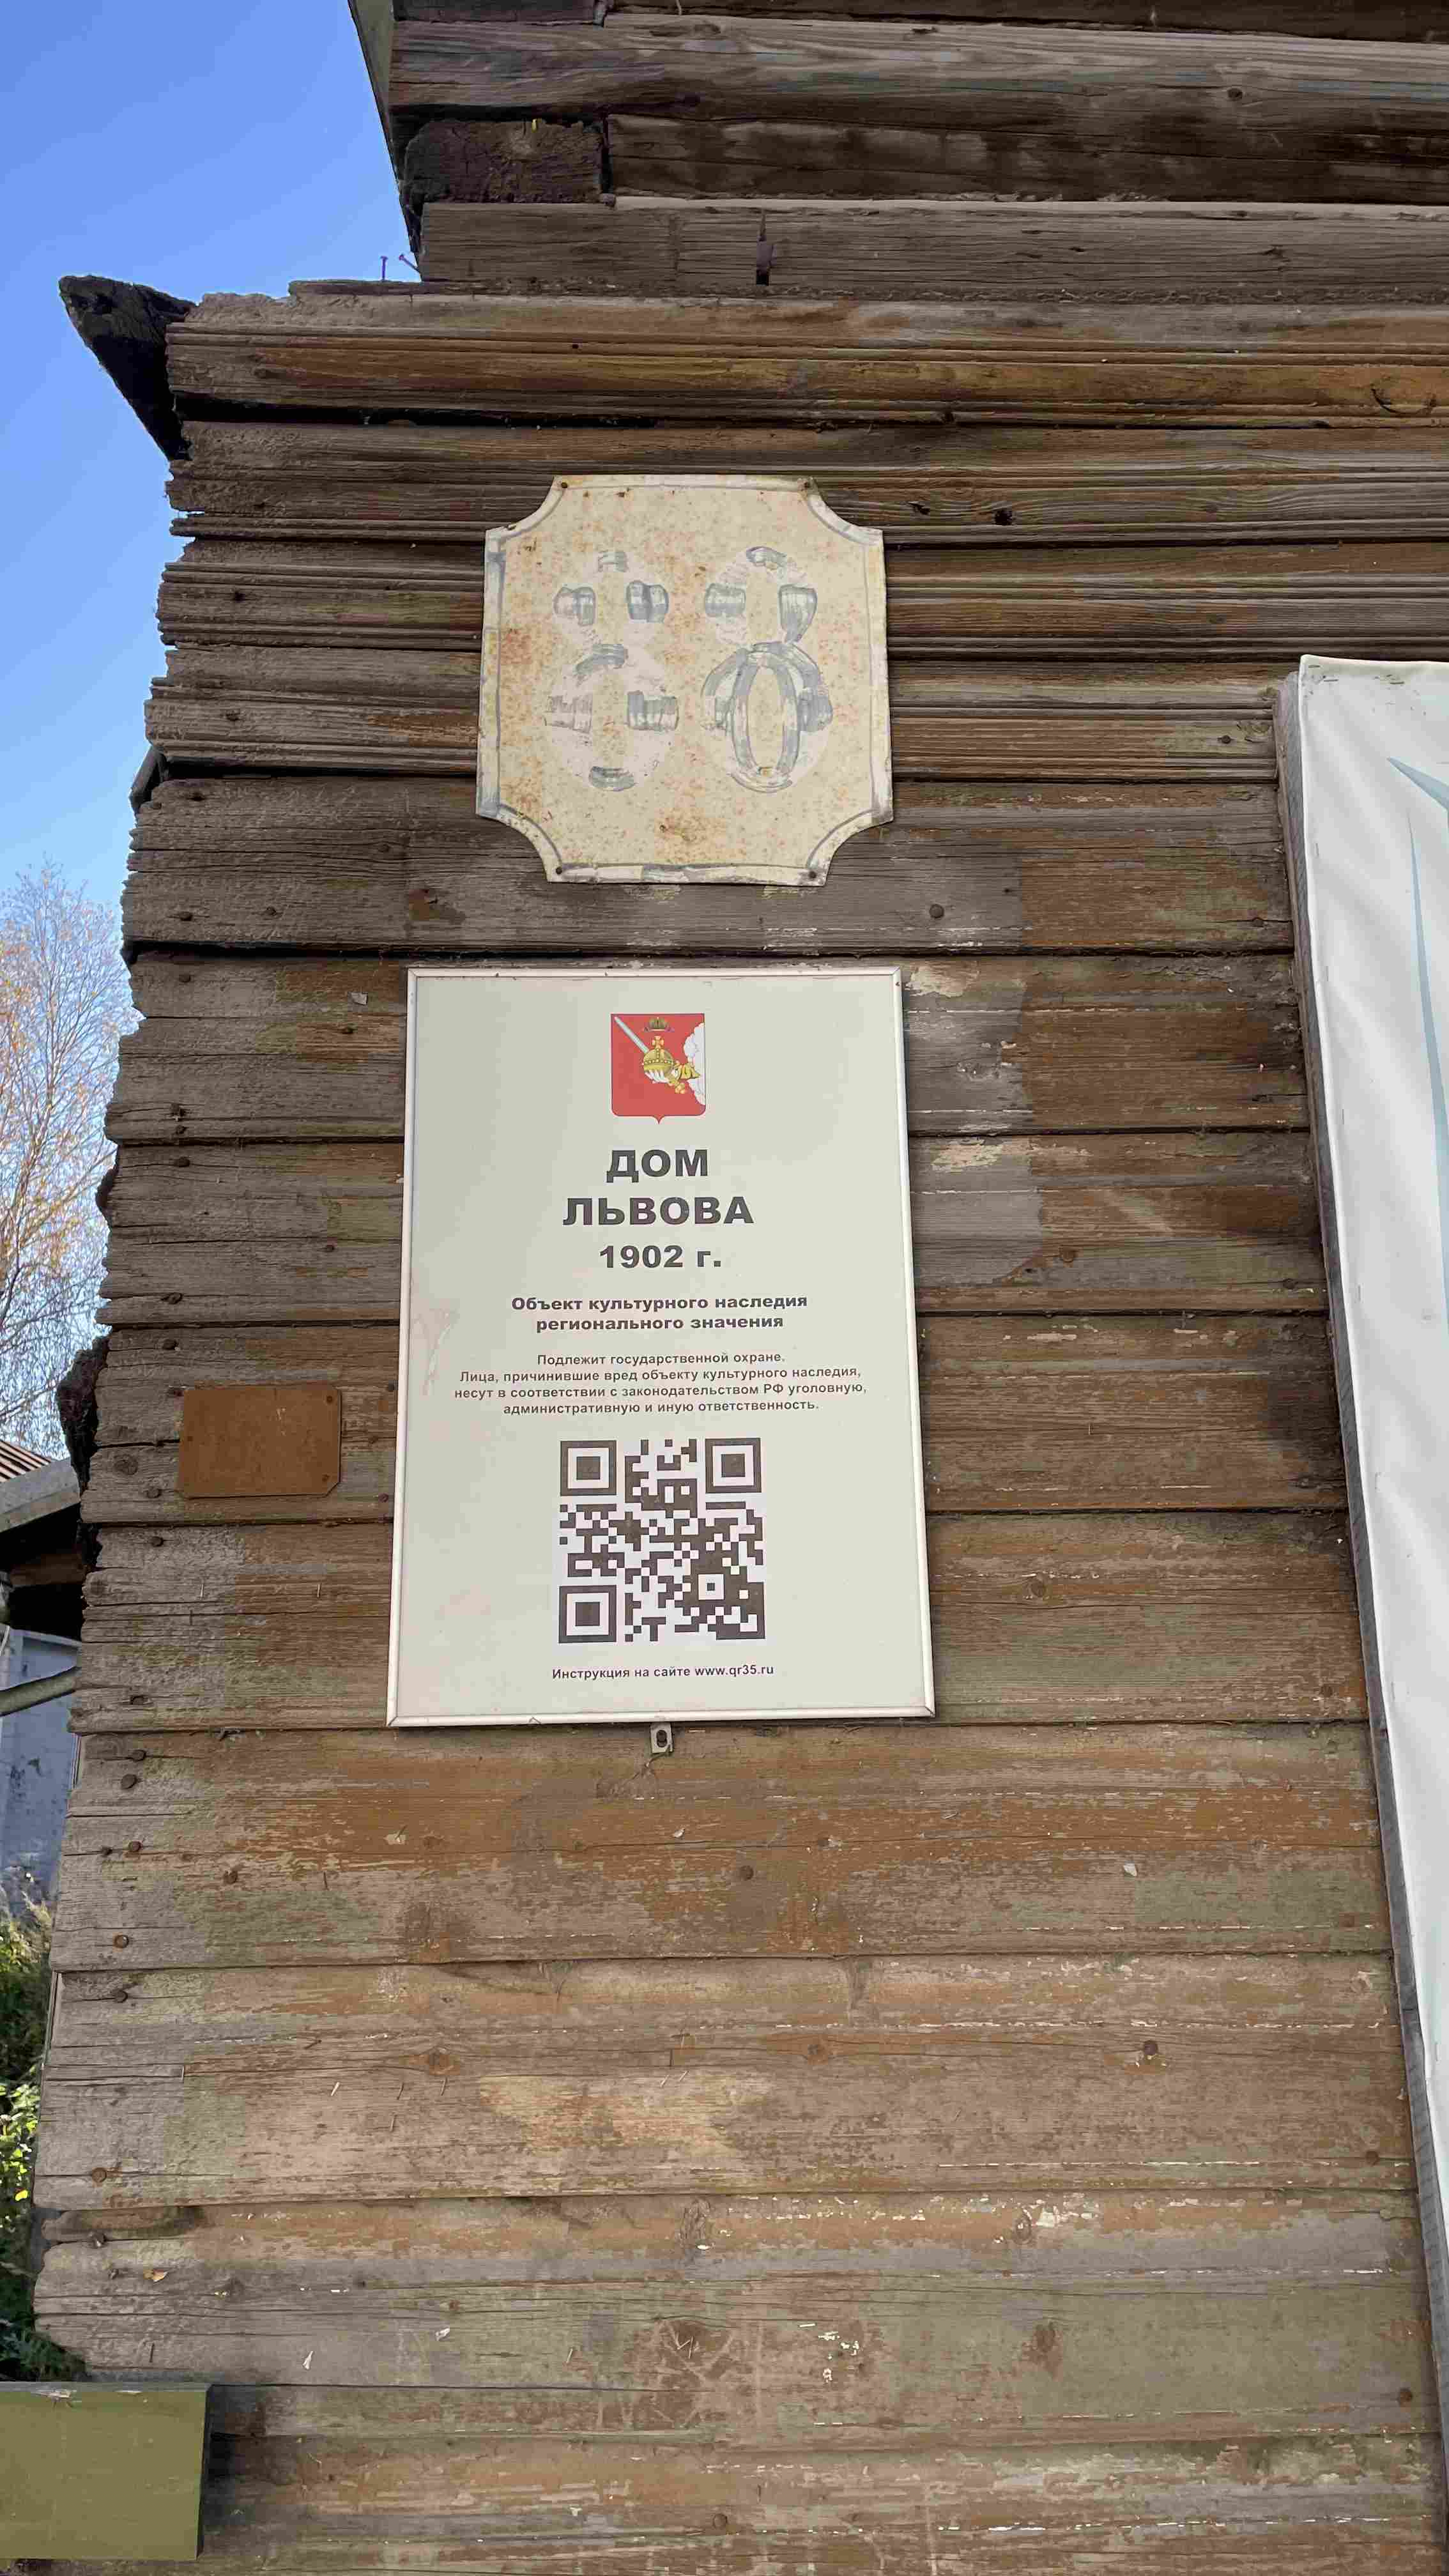 ДОМ
ЛЬВОВА
1902 г.
Объект культурного наследия
регионального значения
Подлежит государственной охране.
Лица, причинившие вред объекту культурного наследия,
несут в соответствии с законодательством РФ уголовную,
административную и иную ответственность.
Инструкция на сайте www.qr35.ru